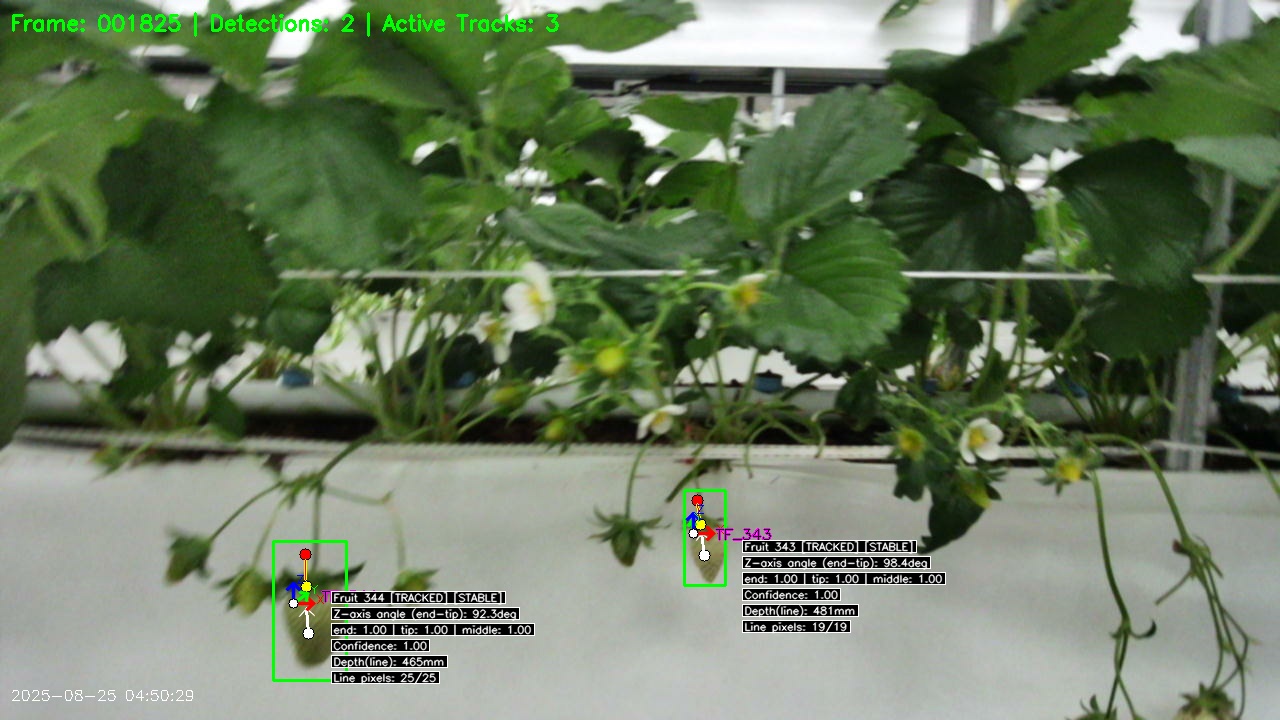 Frame: 001825 | Detections: 2 | Active Tracks: 3
TF_343
Fruit 343 [TRACKED] [STABLE]
Z-axis angle (end-tip): 98.4deg
end: 1.00 | tip: 1.00 | middle: 1.00
Confidence: 1.00
Depth(line): 481mm
Line pixels: 19/19
Fruit 344 [TRACKED] [STABLE]
Z-axis angle (end-tip): 92.3deg
end: 1.00 | tip: 1.00 | middle: 1.00
Confidence: 1.00
Depth(line): 465mm
Line pixels: 25/25
2025-08-25 04:50:29